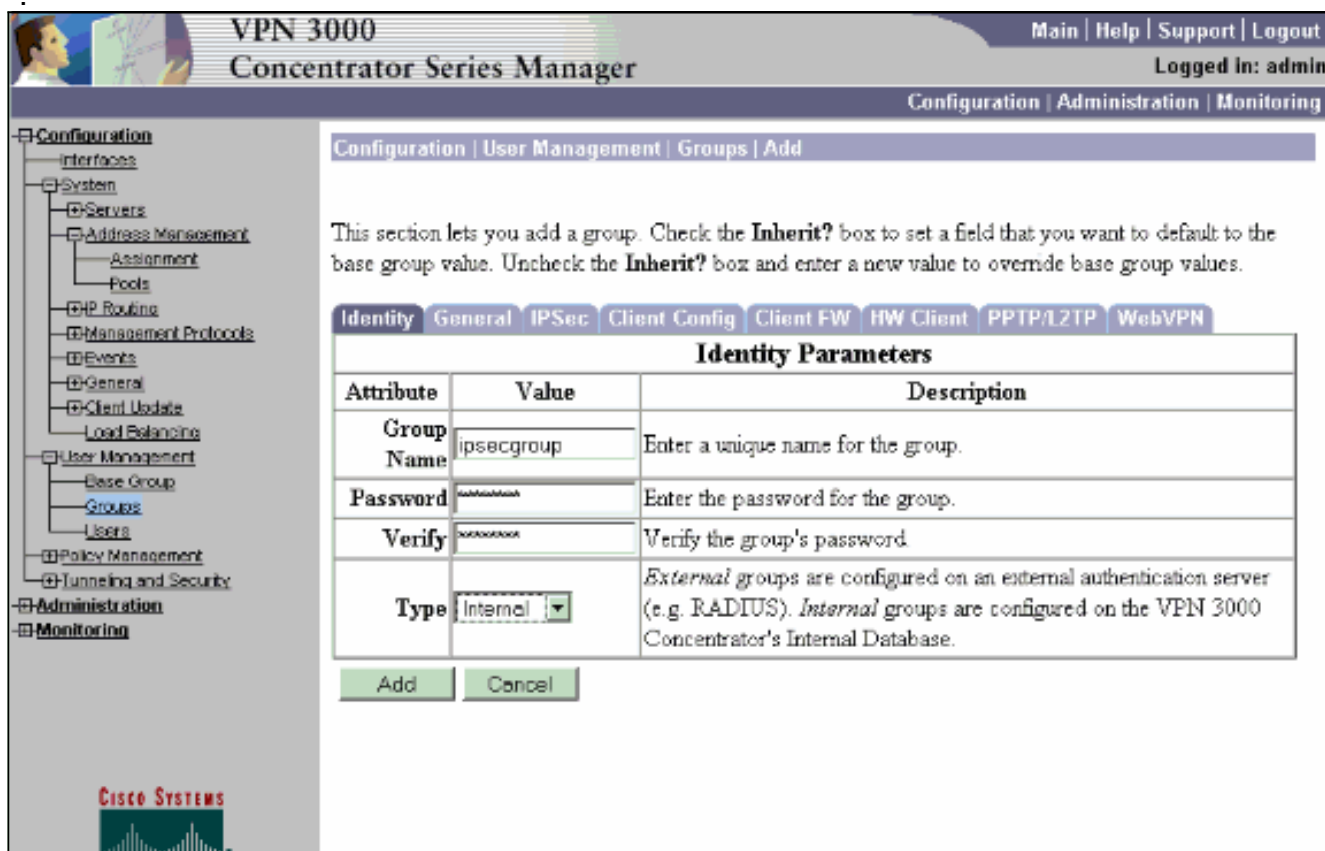 VPN 3000
Concentrator Series Manager
Main | Help | Support | Logout
Logged in: admin
Configuration | Administration | Monitoring
Configuration
Interfaces
System
Servers
Address Management
Assignment
Pools
IP Routing
Management Protocols
Events
General
Client Update
Load Balancing
User Management
Base Group
Groups
Users
Policy Management
Tunneling and Security
Administration
Monitoring
CISCO SYSTEMS
Configuration | User Management | Groups | Add
This section lets you add a group. Check the Inherit? box to set a field that you want to default to the
base group value. Uncheck the Inherit? box and enter a new value to override base group values.
Identity General IPSec Client Config Client FW HW Client PPTP/L2TP WebVPN
Identity Parameters
Attribute Value Description
Group Name ipsecgroup Enter a unique name for the group.
Password ******** Enter the password for the group.
Verify ******** Verify the group's password.
Type Internal External groups are configured on an external authentication server
(e.g. RADIUS). Internal groups are configured on the VPN 3000
Concentrator's Internal Database.
Add Cancel